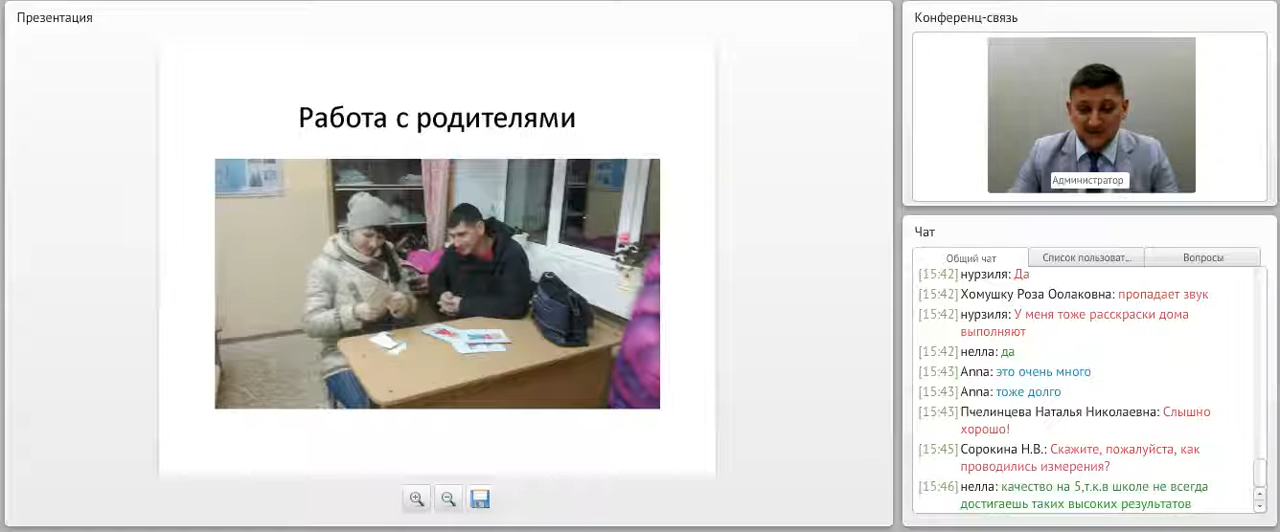 Презентация
Работа с родителями
Конференц-связь
Администратор
Чат
Общий чат
Список пользоват...
Вопросы
[15:42] нурзиля: Да
[15:42] Хомушку Роза Оолаковна: пропадает звук
[15:42] нурзиля: У меня тоже расскраски дома
выполняют
[15:42] нелла: да
[15:43] Anna: это очень много
[15:43] Anna: тоже долго
[15:43] Пчелинцева Наталья Николаевна: Слышно
хорошо!
[15:45] Сорокина Н.В.: Скажите, пожалуйста, как
проводились измерения?
[15:46] нелла: качество на 5,т.к.в школе не всегда
достигаешь таких высоких результатов